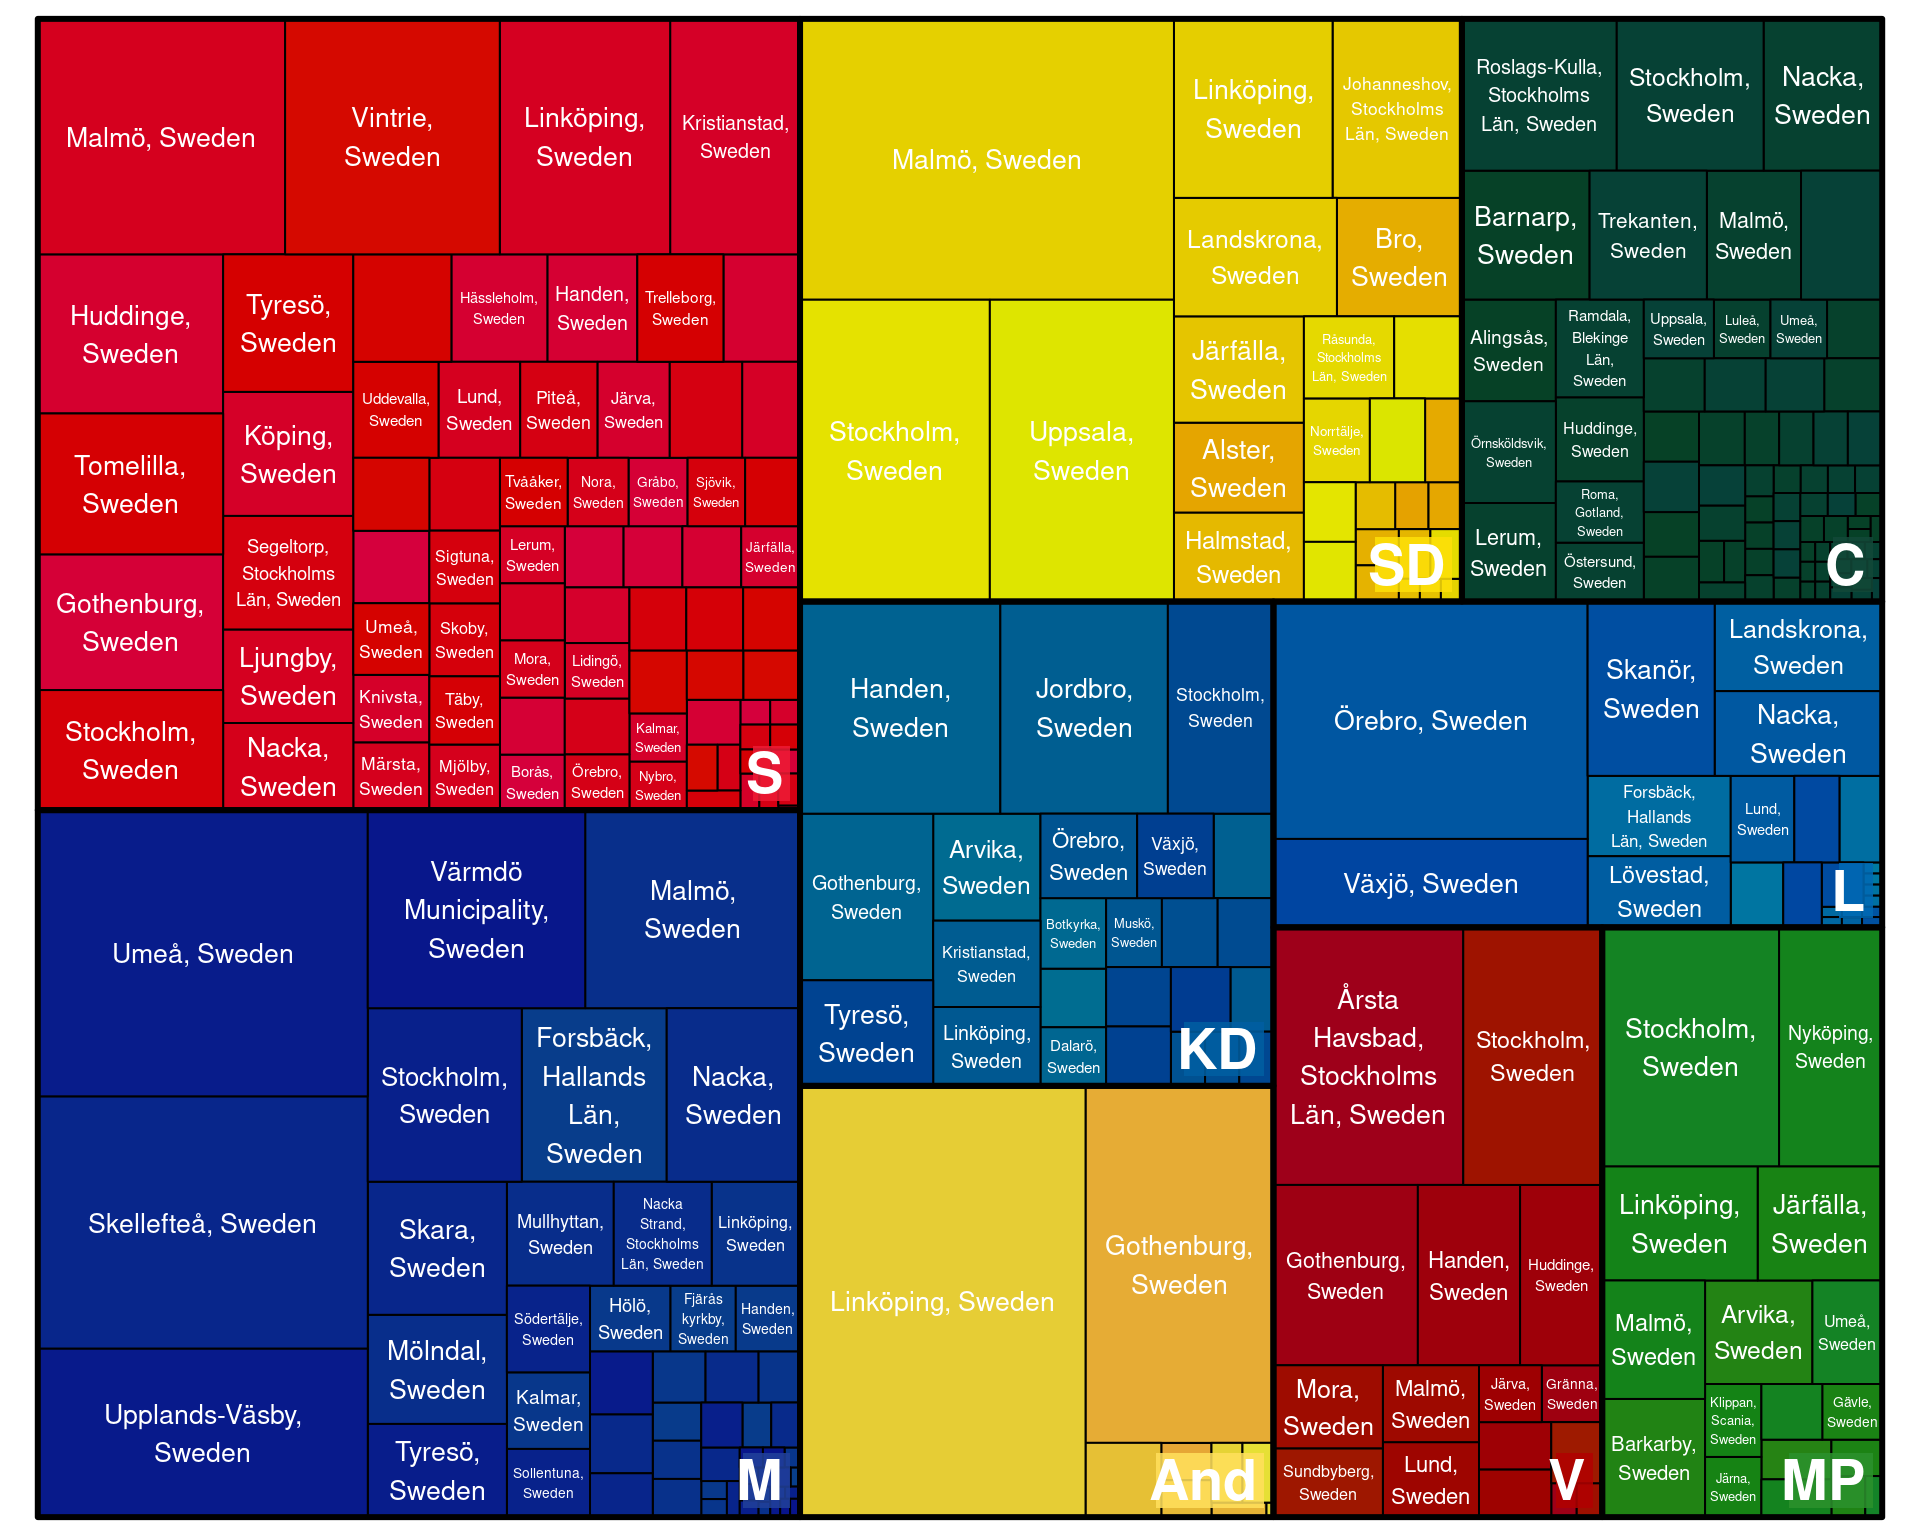 Malmö, Sweden
Vintrie,
Sweden
Linköping,
Sweden
Kristianstad,
Sweden
Huddinge,
Sweden
Tyresö,
Sweden
Hässleholm,
Sweden
Handen,
Sweden
Trelleborg,
Sweden
Uddevalla,
Sweden
Lund,
Sweden
Piteå,
Sweden
Järva,
Sweden
Tomelilla,
Sweden
Köping,
Sweden
Tvååker,
Sweden
Nora,
Sweden
Gråbo,
Sweden
Sjövik,
Sweden
Segeltorp,
Stockholms
Län, Sweden
Sigtuna,
Sweden
Lerum,
Sweden
Järfälla,
Sweden
Gothenburg,
Sweden
Umeå,
Sweden
Skoby,
Sweden
Ljungby,
Sweden
Mora,
Sweden
Lidingö,
Sweden
Knivsta,
Sweden
Täby,
Sweden
Stockholm,
Sweden
Nacka,
Sweden
Kalmar,
Sweden
Märsta,
Sweden
Mjölby,
Sweden
Borås,
Sweden
Örebro,
Sweden
Nybro,
Sweden
S
Malmö, Sweden
Linköping,
Sweden
Johanneshov,
Stockholms
Län, Sweden
Landskrona,
Sweden
Bro,
Sweden
Stockholm,
Sweden
Uppsala,
Sweden
Järfälla,
Sweden
Råsunda,
Stockholms
Län, Sweden
Alster,
Sweden
Norrtälje,
Sweden
Halmstad,
Sweden
SD
Roslags-Kulla,
Stockholms
Län, Sweden
Stockholm,
Sweden
Nacka,
Sweden
Barnarp,
Sweden
Trekanten,
Sweden
Malmö,
Sweden
Alingsås,
Sweden
Ramdala,
Blekinge
Län,
Sweden
Uppsala,
Sweden
Luleå,
Sweden
Umeå,
Sweden
Örnsköldsvik,
Sweden
Huddinge,
Sweden
Roma,
Gotland,
Sweden
Lerum,
Sweden
Östersund,
Sweden
C
Umeå, Sweden
Värmdö
Municipality,
Sweden
Malmö,
Sweden
Stockholm,
Sweden
Forsbäck,
Hallands
Län,
Sweden
Nacka,
Sweden
Skellefteå, Sweden
Skara,
Sweden
Mullhyttan,
Sweden
Nacka
Strand,
Stockholms
Län, Sweden
Linköping,
Sweden
Södertälje,
Sweden
Hölö,
Sweden
Fjärås
kyrkby,
Sweden
Handen,
Sweden
Mölndal,
Sweden
Upplands-Väsby,
Sweden
Kalmar,
Sweden
Tyresö,
Sweden
Sollentuna,
Sweden
M
Handen,
Sweden
Jordbro,
Sweden
Stockholm,
Sweden
Gothenburg,
Sweden
Arvika,
Sweden
Örebro,
Sweden
Växjö,
Sweden
Botkyrka,
Sweden
Muskö,
Sweden
Kristianstad,
Sweden
Tyresö,
Sweden
Linköping,
Sweden
Dalarö,
Sweden
KD
Örebro, Sweden
Skanör,
Sweden
Landskrona,
Sweden
Nacka,
Sweden
Forsbäck,
Hallands
Län, Sweden
Lund,
Sweden
Växjö, Sweden
Lövestad,
Sweden
L
Linköping, Sweden
Gothenburg,
Sweden
And
Årsta
Havsbad,
Stockholms
Län, Sweden
Stockholm,
Sweden
Gothenburg,
Sweden
Handen,
Sweden
Huddinge,
Sweden
Mora,
Sweden
Malmö,
Sweden
Järva,
Sweden
Gränna,
Sweden
Sundbyberg,
Sweden
Lund,
Sweden
V
Stockholm,
Sweden
Nyköping,
Sweden
Linköping,
Sweden
Järfälla,
Sweden
Malmö,
Sweden
Arvika,
Sweden
Umeå,
Sweden
Klippan,
Scania,
Sweden
Gävle,
Sweden
Barkarby,
Sweden
Järna,
Sweden
MP